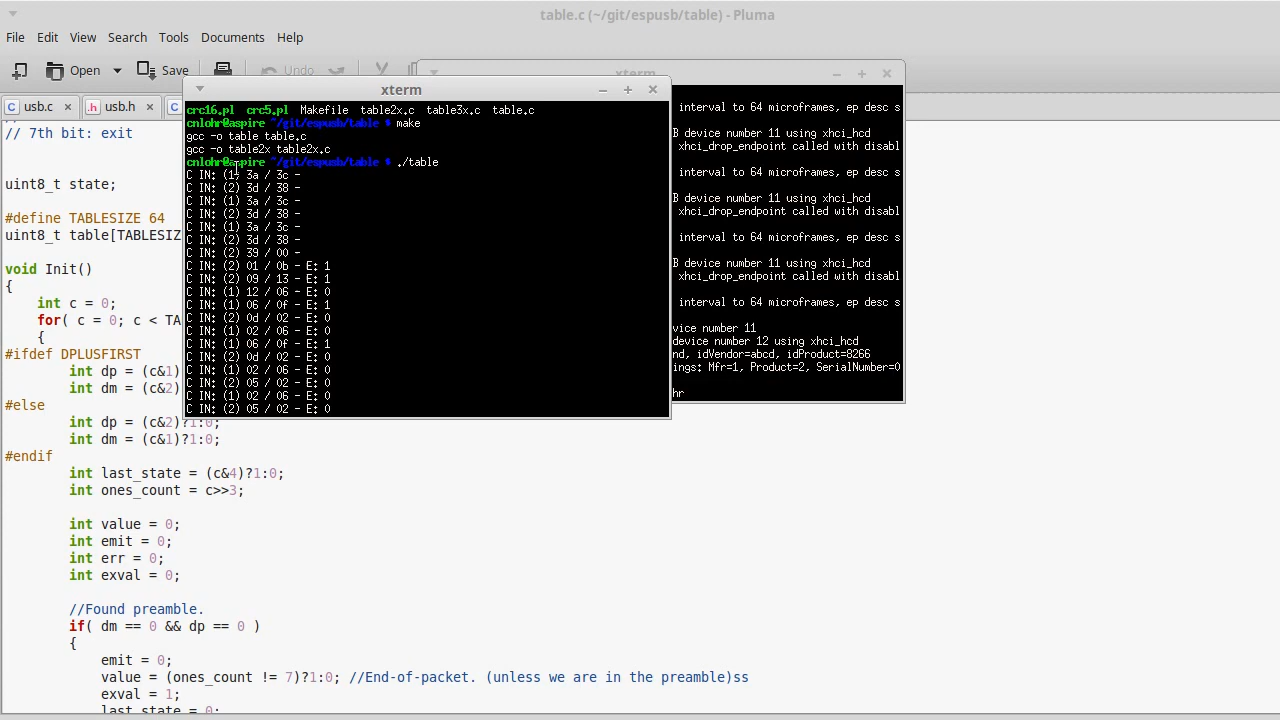 table.c (~/git/espusb/table) - Pluma
File Edit View Search Tools Documents Help
Open Save Undo
usb.c usb.h
// 7th bit: exit
uint8_t state;
#define TABLESIZE 64
uint8_t table[TABLESIZ
void Init()
{
int c = 0;
for( c = 0; c < TA
{
#ifdef DPLUSFIRST
int dp = (c&1)
int dm = (c&2)
#else
int dp = (c&2)?1:0;
int dm = (c&1)?1:0;
#endif
int last_state = (c&4)?1:0;
int ones_count = c>>3;
int value = 0;
int emit = 0;
int err = 0;
int exval = 0;
//Found preamble.
if( dm == 0 && dp == 0 )
{
emit = 0;
value = (ones_count != 7)?1:0; //End-of-packet. (unless we are in the preamble)ss
exval = 1;
last_state = 0;
xterm
crc16.pl crc5.pl Makefile table2x.c table3x.c table.c
cnlohr@aspire ~/git/espusb/table $ make
gcc -o table table.c
gcc -o table2x table2x.c
cnlohr@aspire ~/git/espusb/table $ ./table
C IN: (1) 3a / 3c -
C IN: (2) 3d / 38 -
C IN: (1) 3a / 3c -
C IN: (2) 3d / 38 -
C IN: (1) 3a / 3c -
C IN: (2) 3d / 38 -
C IN: (2) 39 / 00 -
C IN: (2) 01 / 0b - E: 1
C IN: (2) 09 / 13 - E: 1
C IN: (1) 12 / 06 - E: 0
C IN: (1) 06 / 0f - E: 1
C IN: (2) 0d / 02 - E: 0
C IN: (1) 02 / 06 - E: 0
C IN: (1) 06 / 0f - E: 1
C IN: (2) 0d / 02 - E: 0
C IN: (1) 02 / 06 - E: 0
C IN: (2) 05 / 02 - E: 0
C IN: (1) 02 / 06 - E: 0
C IN: (2) 05 / 02 - E: 0
xterm
interval to 64 microframes, ep desc s
B device number 11 using xhci_hcd
xhci_drop_endpoint called with disabl
interval to 64 microframes, ep desc s
B device number 11 using xhci_hcd
xhci_drop_endpoint called with disabl
interval to 64 microframes, ep desc s
B device number 11 using xhci_hcd
xhci_drop_endpoint called with disabl
interval to 64 microframes, ep desc s
vice number 11
device number 12 using xhci_hcd
nd, idVendor=abcd, idProduct=8266
ings: Mfr=1, Product=2, SerialNumber=0
hr